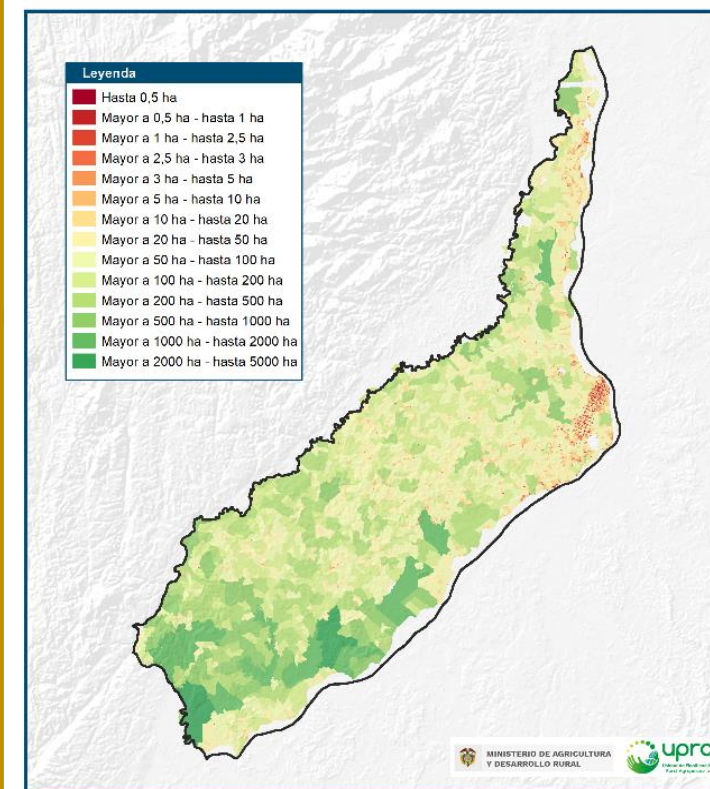 Leyenda
Hasta 0,5 ha
Mayor a 0,5 ha - hasta 1 ha
Mayor a 1 ha - hasta 2,5 ha
Mayor a 2,5 ha - hasta 3 ha
Mayor a 3 ha - hasta 5 ha
Mayor a 5 ha - hasta 10 ha
Mayor a 10 ha - hasta 20 ha
Mayor a 20 ha - hasta 50 ha
Mayor a 50 ha - hasta 100 ha
Mayor a 100 ha - hasta 200 ha
Mayor a 200 ha - hasta 500 ha
Mayor a 500 ha - hasta 1000 ha
Mayor a 1000 ha - hasta 2000 ha
Mayor a 2000 ha - hasta 5000 ha
MINISTERIO DE AGRICULTURA
Y DESARROLLO RURAL